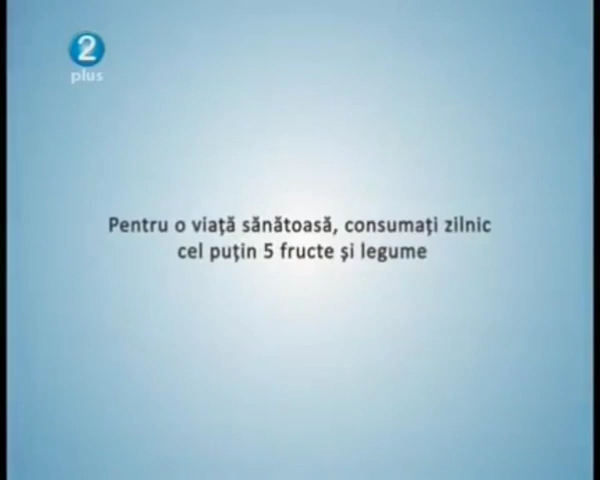 2
plus
Pentru o viață sănătoasă, consumați zilnic
cel puțin 5 fructe și legume